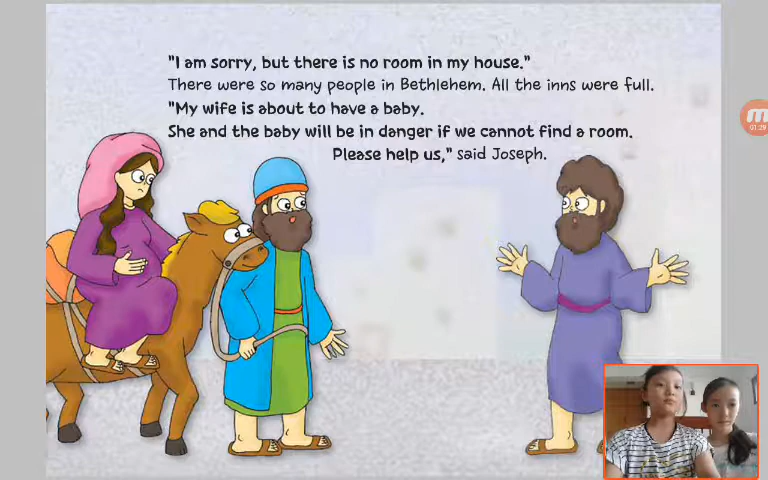 "I am sorry, but there is no room in my house."
There were so many people in Bethlehem. All the inns were full.
"My wife is about to have a baby.
She and the baby will be in danger if we cannot find a room.
Please help us," said Joseph.
01:29